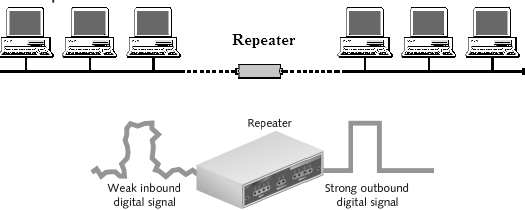 Repeater
Repeater
Weak inbound
digital signal
Strong outbound
digital signal